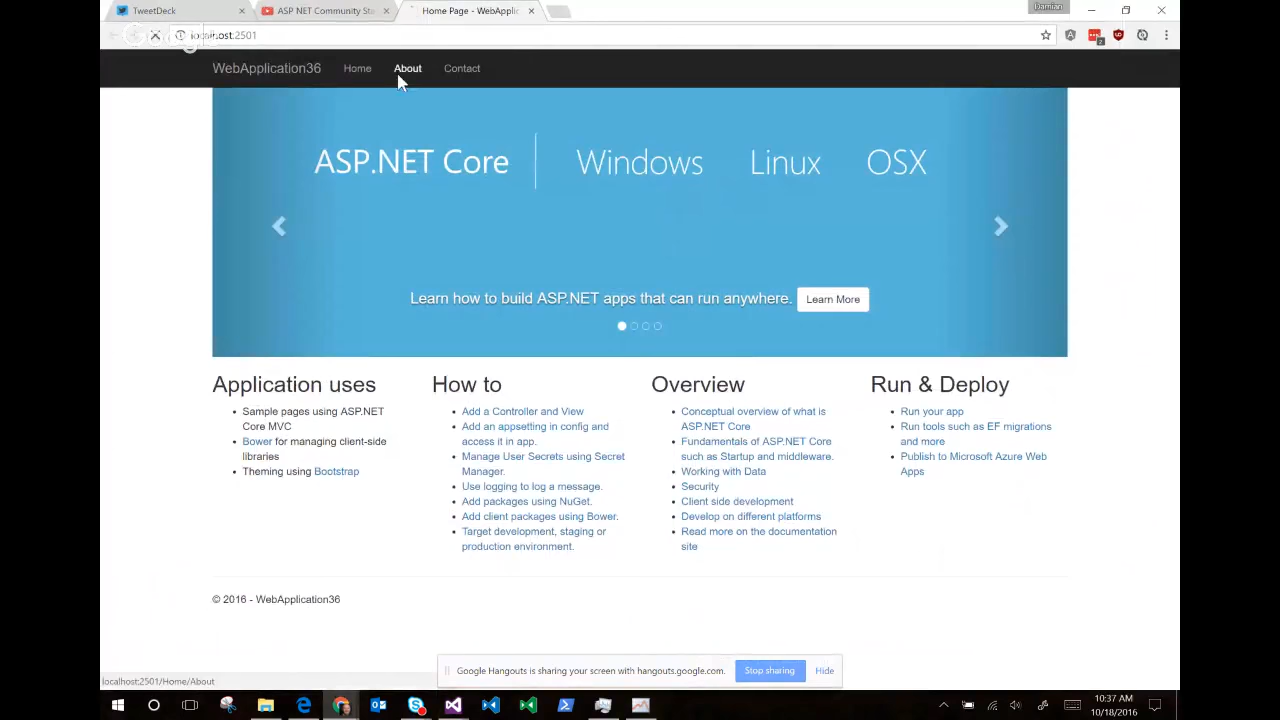 TweetDeck
ASP NET Community Sta
Home Page - WebApplic
Damian
localhost:2501
2
WebApplication36
Home
About
Contact
ASP.NET Core
Windows
Linux
OSX
Learn how to build ASP.NET apps that can run anywhere.
Learn More
Application uses
Sample pages using ASP.NET
Core MVC
Bower for managing client-side
libraries
Theming using Bootstrap
How to
Add a Controller and View
Add an appsetting in config and
access it in app.
Manage User Secrets using Secret
Manager.
Use logging to log a message.
Add packages using NuGet.
Add client packages using Bower.
Target development, staging or
production environment.
Overview
Conceptual overview of what is
ASP.NET Core
Fundamentals of ASP.NET Core
such as Startup and middleware.
Working with Data
Security
Client side development
Develop on different platforms
Read more on the documentation
site
Run & Deploy
Run your app
Run tools such as EF migrations
and more
Publish to Microsoft Azure Web
Apps
© 2016 - WebApplication36
Google Hangouts is sharing your screen with hangouts.google.com.
Stop sharing
Hide
localhost:2501/Home/About
10:37 AM
10/18/2016